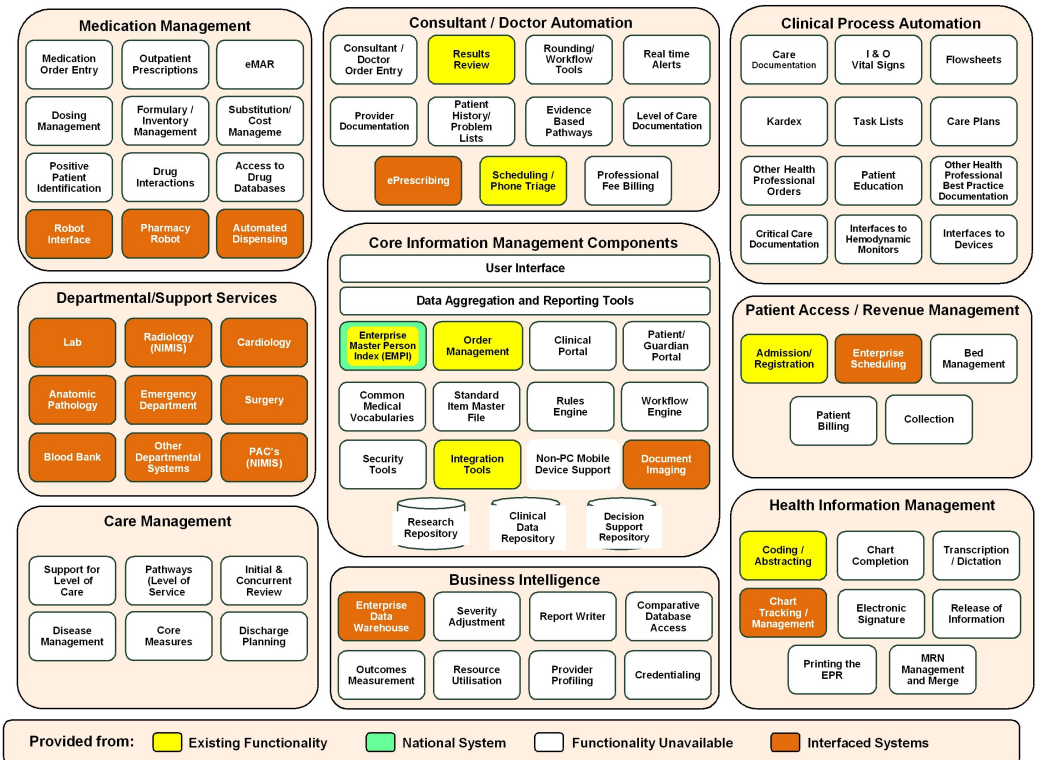 Medication Management
Medication
Order Entry
Outpatient
Prescriptions
eMAR
Dosing
Management
Formulary /
Inventory
Management
Substitution/
Cost
Manageme
Positive
Patient
Identification
Drug
Interactions
Access to
Drug
Databases
Robot
Interface
Pharmacy
Robot
Automated
Dispensing
Departmental/Support Services
Lab
Radiology
(NIMIS)
Cardiology
Anatomic
Pathology
Emergency
Department
Surgery
Blood Bank
Other
Departmental
Systems
PAC's
(NIMIS)
Care Management
Support for
Level of
Care
Pathways
(Level of
Service
Initial &
Concurrent
Review
Disease
Management
Core
Measures
Discharge
Planning
Consultant / Doctor Automation
Consultant /
Doctor
Order Entry
Results
Review
Rounding/
Workflow
Tools
Real time
Alerts
Provider
Documentation
Patient
History/
Problem
Lists
Evidence
Based
Pathways
Level of Care
Documentation
ePrescribing
Scheduling /
Phone Triage
Professional
Fee Billing
Core Information Management Components
User Interface
Data Aggregation and Reporting Tools
Enterprise
Master Person
Index (EMPI)
Order
Management
Clinical
Portal
Patient/
Guardian
Portal
Common
Medical
Vocabularies
Standard
Item Master
File
Rules
Engine
Workflow
Engine
Security
Tools
Integration
Tools
Non-PC Mobile
Device Support
Document
Imaging
Research
Repository
Clinical
Data
Repository
Decision
Support
Repository
Business Intelligence
Enterprise
Data
Warehouse
Severity
Adjustment
Report Writer
Comparative
Database
Access
Outcomes
Measurement
Resource
Utilisation
Provider
Profiling
Credentialing
Clinical Process Automation
Care
Documentation
I & O
Vital Signs
Flowsheets
Kardex
Task Lists
Care Plans
Other Health
Professional
Orders
Patient
Education
Other Health
Professional
Best Practice
Documentation
Critical Care
Documentation
Interfaces to
Hemodynamic
Monitors
Interfaces to
Devices
Patient Access / Revenue Management
Admission/
Registration
Enterprise
Scheduling
Bed
Management
Patient
Billing
Collection
Health Information Management
Coding /
Abstracting
Chart
Completion
Transcription
/ Dictation
Chart
Tracking /
Management
Electronic
Signature
Release of
Information
Printing the
EPR
MRN
Management
and Merge
Provided from:
Existing Functionality
National System
Functionality Unavailable
Interfaced Systems